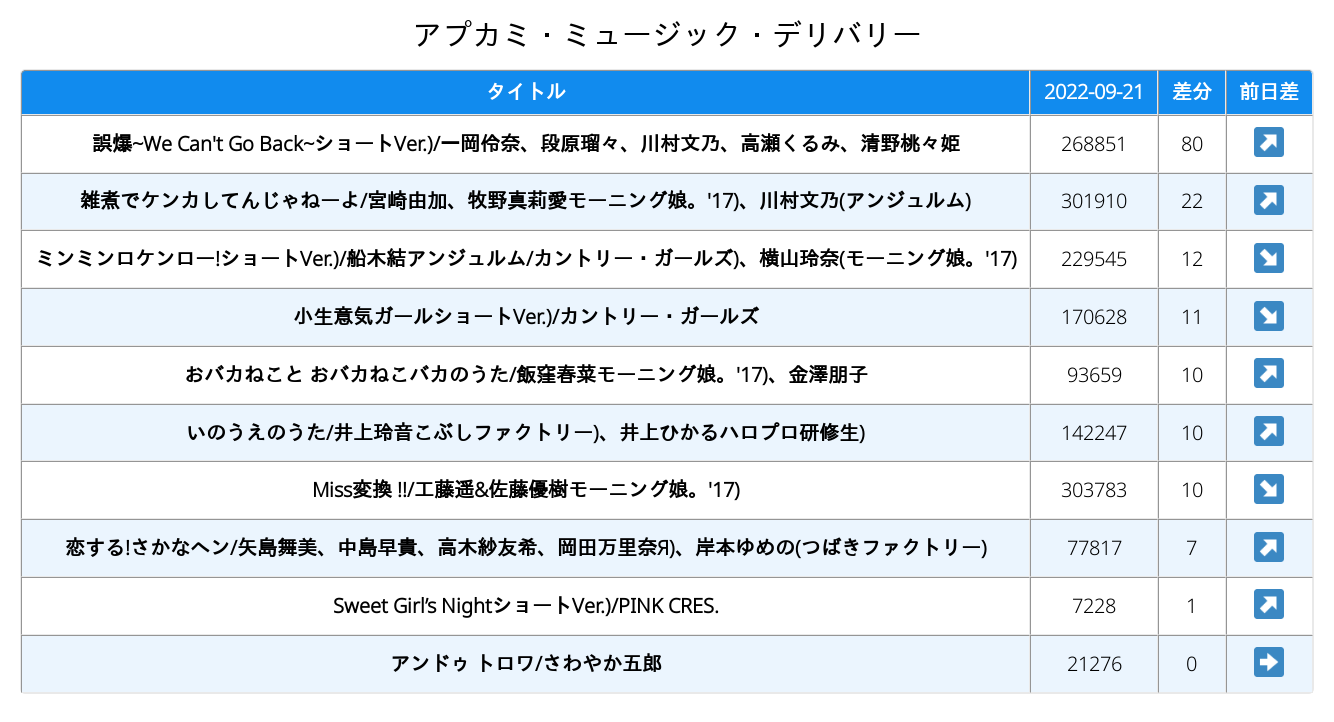 アプカミ・ミュージック・デリバリー
タイトル 2022-09-21 差分 前日差
誤爆~We Can't Go Back~ショートVer.)/一岡伶奈、段原瑠々、川村文乃、高瀬くるみ、清野桃々姫 268851 80
雑煮でケンカしてんじゃねーよ/宮崎由加、牧野真莉愛モーニング娘。'17)、川村文乃(アンジュルム) 301910 22
ミンミンロケンロー!ショートVer.)/船木結アンジュルム/カントリー・ガールズ)、横山玲奈(モーニング娘。'17) 229545 12
小生意気ガールショートVer.)/カントリー・ガールズ 170628 11
おバカねこと おバカねこバカのうた/飯窪春菜モーニング娘。'17)、金澤朋子 93659 10
いのうえのうた/井上玲音こぶしファクトリー)、井上ひかるハロプロ研修生) 142247 10
Miss変換 !!/工藤遥&佐藤優樹モーニング娘。'17) 303783 10
恋する!さかなヘン/矢島舞美、中島早貴、高木紗友希、岡田万里奈Я)、岸本ゆめの(つばきファクトリー) 77817 7
Sweet Girl’s NightショートVer.)/PINK CRES. 7228 1
アンドゥ トロワ/さわやか五郎 21276 0